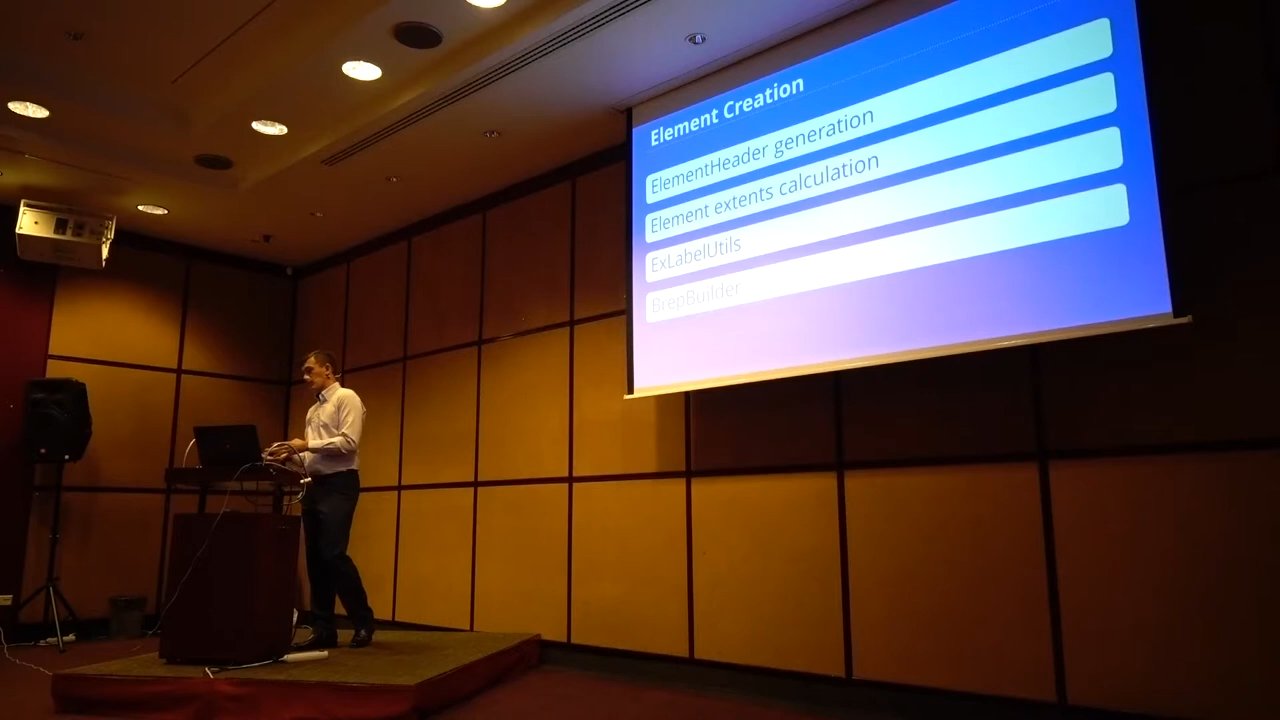 Element Creation
ElementHeader generation
Element extents calculation
ExLabelUtils
BrepBuilder